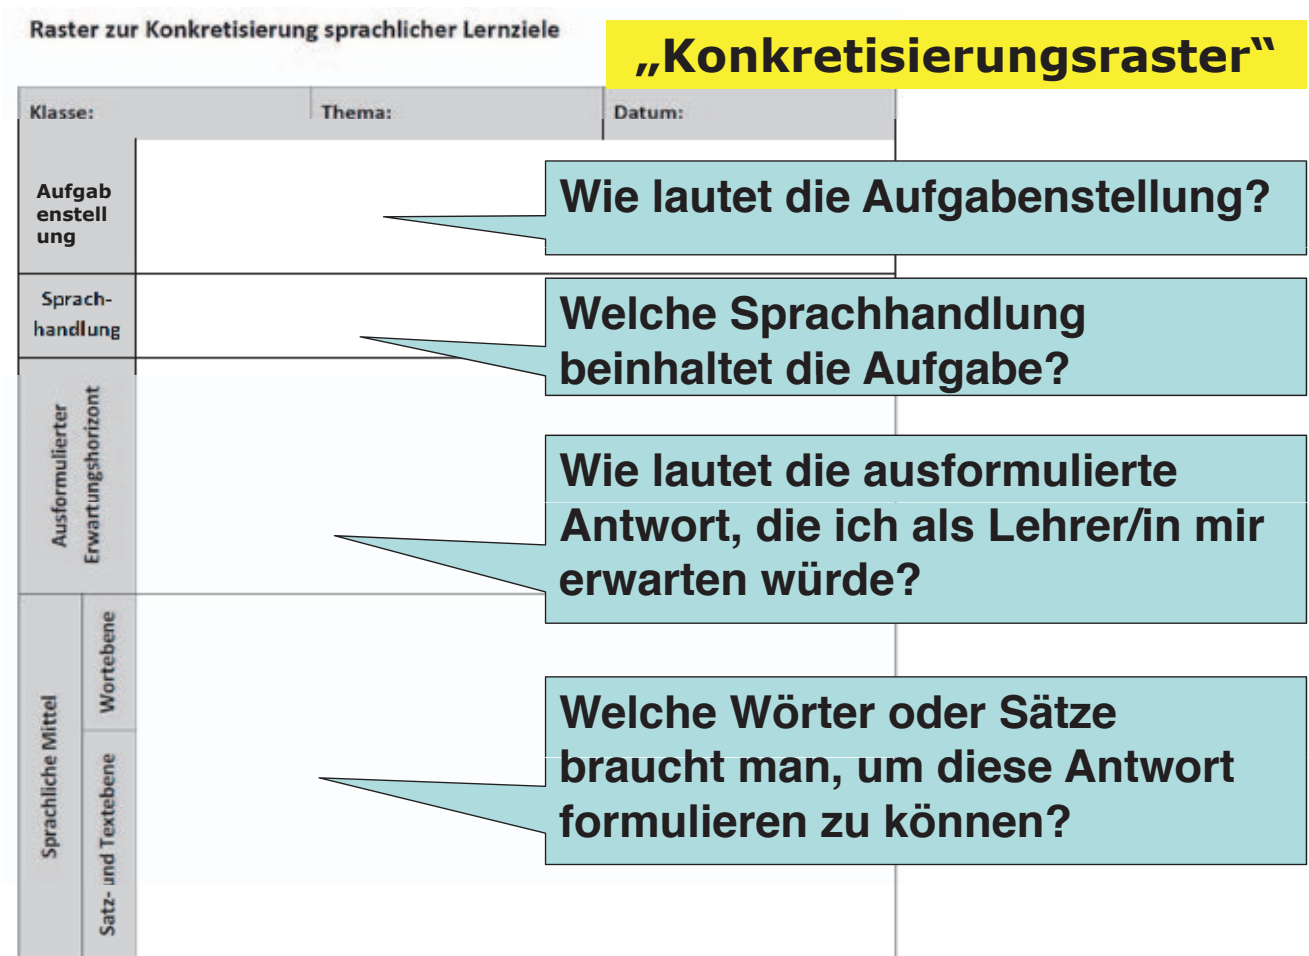 Raster zur Konkretisierung sprachlicher Lernziele
„Konkretisierungsraster“
Klasse:
Thema:
Datum:
Aufgab
enstell
ung
Wie lautet die Aufgabenstellung?
Sprach-
handlung
Welche Sprachhandlung
beinhaltet die Aufgabe?
Ausformulierter
Erwartungshorizont
Wie lautet die ausformulierte
Antwort, die ich als Lehrer/in mir
erwarten würde?
Sprachliche Mittel
Wortebene
Satz- und Textebene
Welche Wörter oder Sätze
braucht man, um diese Antwort
formulieren zu können?